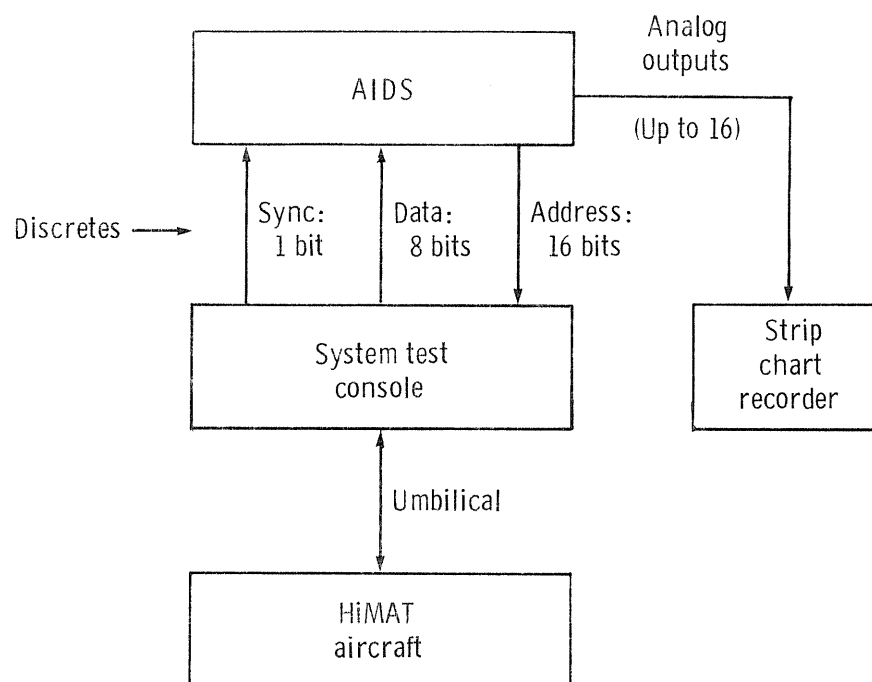 AIDS
Analog
outputs
(Up to 16)
Discretes
Sync:
1 bit
Data:
8 bits
Address:
16 bits
System test
console
Strip
chart
recorder
Umbilical
HiMAT
aircraft